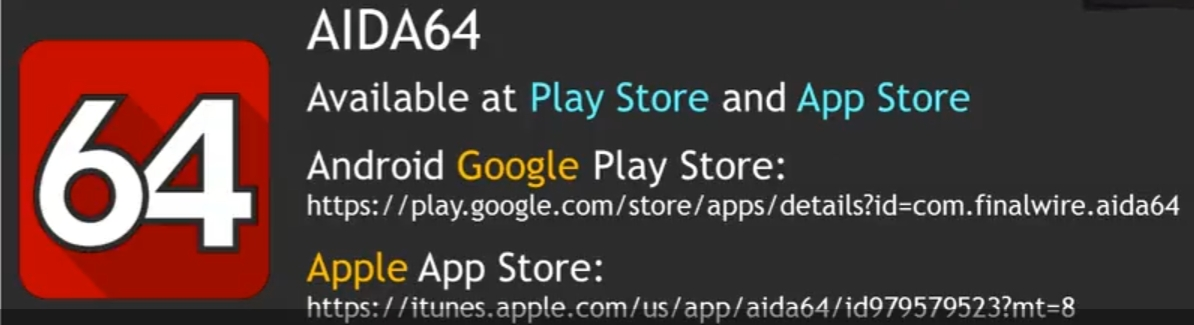 64
AIDA64
Available at Play Store and App Store
Android Google Play Store:
https://play.google.com/store/apps/details?id=com.finalwire.aida64
Apple App Store:
https://itunes.apple.com/us/app/aida64/id979579523?mt=8